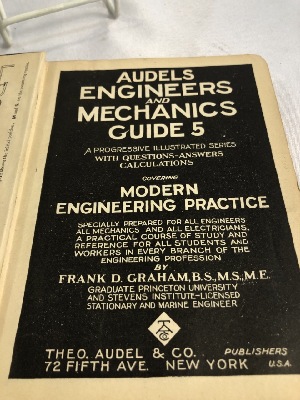 AUDELS
ENGINEERS
AND
MECHANICS
GUIDE 5
A PROGRESSIVE ILLUSTRATED SERIES
WITH QUESTIONS-ANSWERS
CALCULATIONS
COVERING
MODERN
ENGINEERING PRACTICE
SPECIALLY PREPARED FOR ALL ENGINEERS
ALL MECHANICS AND ALL ELECTRICIANS.
A PRACTICAL COURSE OF STUDY AND
REFERENCE FOR ALL STUDENTS AND
WORKERS IN EVERY BRANCH OF THE
ENGINEERING PROFESSION
BY
FRANK D. GRAHAM, B.S., M.S., M.E.
GRADUATE PRINCETON UNIVERSITY
AND STEVENS INSTITUTE-LICENSED
STATIONARY AND MARINE ENGINEER
THEO. AUDEL & CO. PUBLISHERS
72 FIFTH AVE. NEW YORK U.S.A.